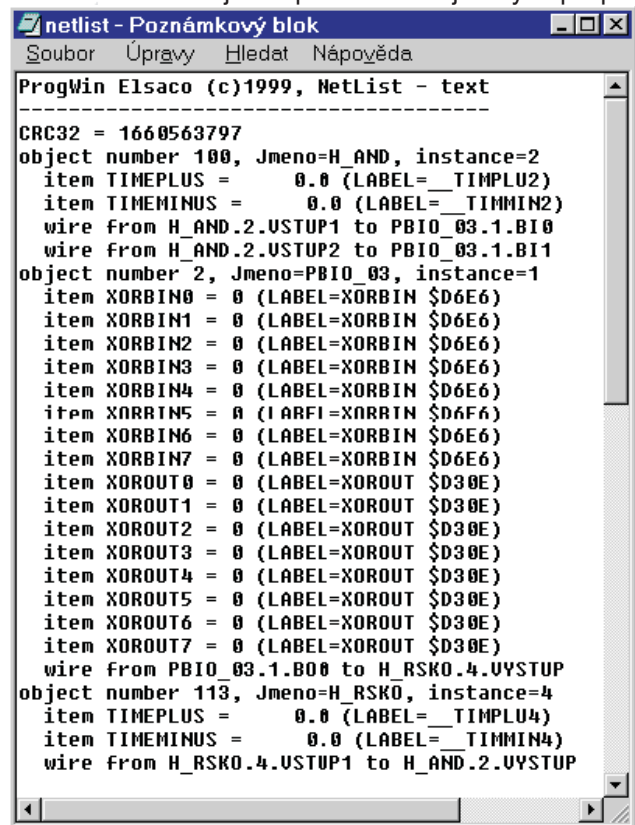 netlist - Poznámkový blok
Soubor Úpravy Hledat Nápověda
ProgWin Elsaco (c)1999, NetList - text
----------------------------------------
CRC32 = 1660563797
object number 100, Jmeno=H_AND, instance=2
item TIMEPLUS = 0.0 (LABEL=__TIMPLU2)
item TIMEMINUS = 0.0 (LABEL=__TIMMIN2)
wire from H_AND.2.VSTUP1 to PBIO_03.1.BI0
wire from H_AND.2.VSTUP2 to PBIO_03.1.BI1
object number 2, Jmeno=PBIO_03, instance=1
item XORBIN0 = 0 (LABEL=XORBIN $D6E6)
item XORBIN1 = 0 (LABEL=XORBIN $D6E6)
item XORBIN2 = 0 (LABEL=XORBIN $D6E6)
item XORBIN3 = 0 (LABEL=XORBIN $D6E6)
item XORBIN4 = 0 (LABEL=XORBIN $D6E6)
item XORBIN5 = 0 (LABEL=XORBIN $D6E6)
item XORBIN6 = 0 (LABEL=XORBIN $D6E6)
item XORBIN7 = 0 (LABEL=XORBIN $D6E6)
item XOROUT0 = 0 (LABEL=XOROUT $D30E)
item XOROUT1 = 0 (LABEL=XOROUT $D30E)
item XOROUT2 = 0 (LABEL=XOROUT $D30E)
item XOROUT3 = 0 (LABEL=XOROUT $D30E)
item XOROUT4 = 0 (LABEL=XOROUT $D30E)
item XOROUT5 = 0 (LABEL=XOROUT $D30E)
item XOROUT6 = 0 (LABEL=XOROUT $D30E)
item XOROUT7 = 0 (LABEL=XOROUT $D30E)
wire from PBIO_03.1.BO0 to H_RSKO.4.VYSTUP
object number 113, Jmeno=H_RSKO, instance=4
item TIMEPLUS = 0.0 (LABEL=__TIMPLU4)
item TIMEMINUS = 0.0 (LABEL=__TIMMIN4)
wire from H_RSKO.4.VSTUP1 to H_AND.2.VYSTUP